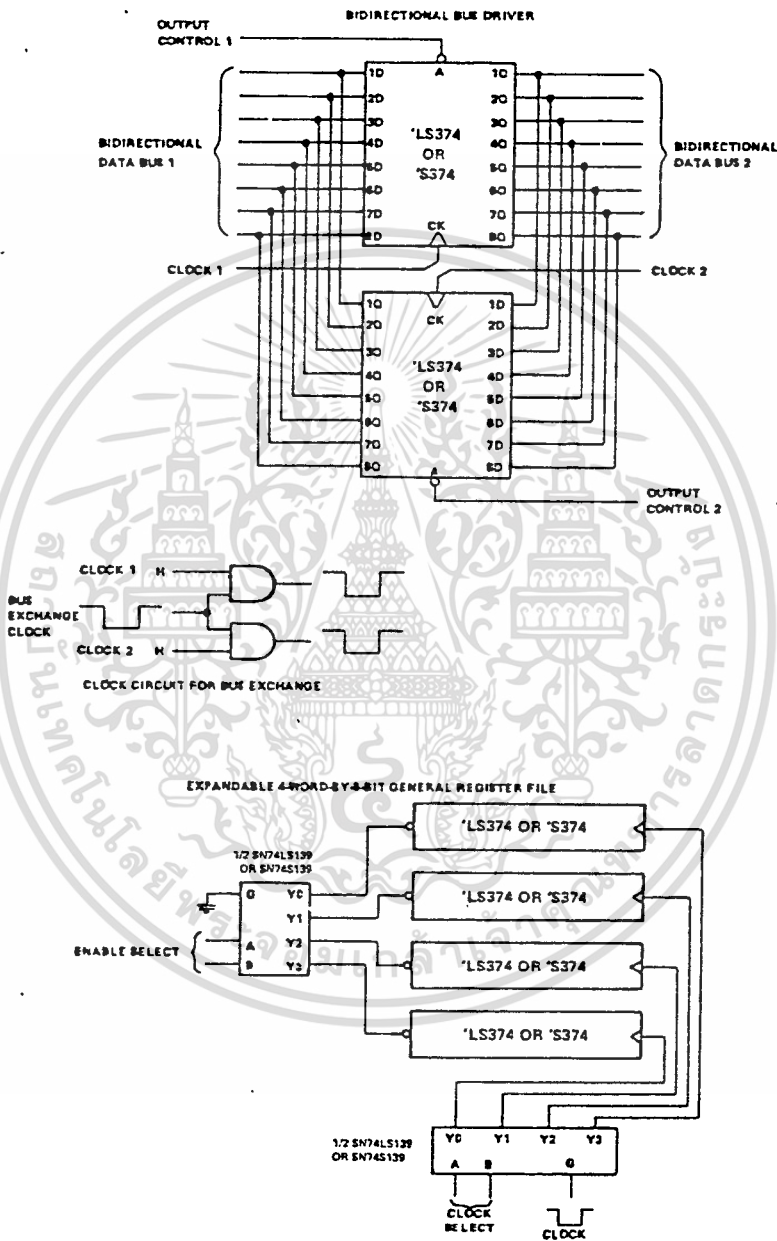 BIDIRECTIONAL BUS DRIVER
OUTPUT
CONTROL 1
A
1D 1Q
2D 2Q
3D 3Q
4D 4Q
5D 5Q
6D 6Q
7D 7Q
8D 8Q
'LS374
OR
'S374
CK
BIDIRECTIONAL
DATA BUS 1
BIDIRECTIONAL
DATA BUS 2
CLOCK 1
CLOCK 2
CK
1Q 1D
2Q 2D
3Q 3D
4Q 4D
5Q 5D
6Q 6D
7Q 7D
8Q 8D
'LS374
OR
'S374
A
OUTPUT
CONTROL 2
CLOCK 1 H
BUS
EXCHANGE
CLOCK
CLOCK 2 H
CLOCK CIRCUIT FOR BUS EXCHANGE
EXPANDABLE 4-WORD-BY-8-BIT GENERAL REGISTER FILE
1/2 SN74LS139
OR SN74S139
G Y0
Y1
A Y2
B Y3
ENABLE SELECT
'LS374 OR 'S374
'LS374 OR 'S374
'LS374 OR 'S374
'LS374 OR 'S374
1/2 SN74LS139
OR SN74S139
Y0 Y1 Y2 Y3
A B G
CLOCK
SELECT
CLOCK